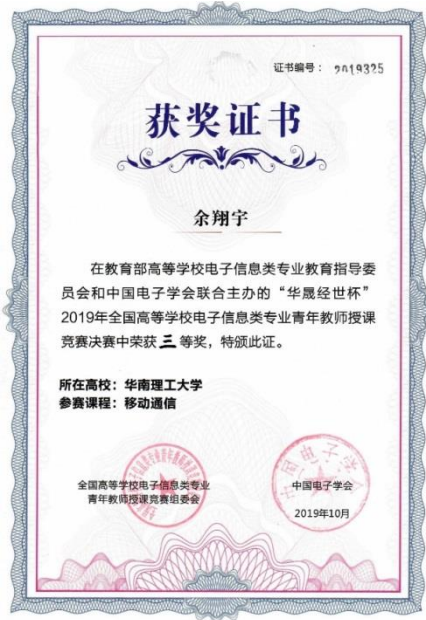 证书编号： 2019325
获奖证书
余翔宇
在教育部高等学校电子信息类专业教育指导委
员会和中国电子学会联合主办的“华晟经世杯”
2019年全国高等学校电子信息类专业青年教师授课
竞赛决赛中荣获 三 等奖，特颁此证。
所在高校：华南理工大学
参赛课程：移动通信
全国高等学校电子信息类专业
青年教师授课竞赛组委会
中国电子学会
2019年10月
中国电子学会